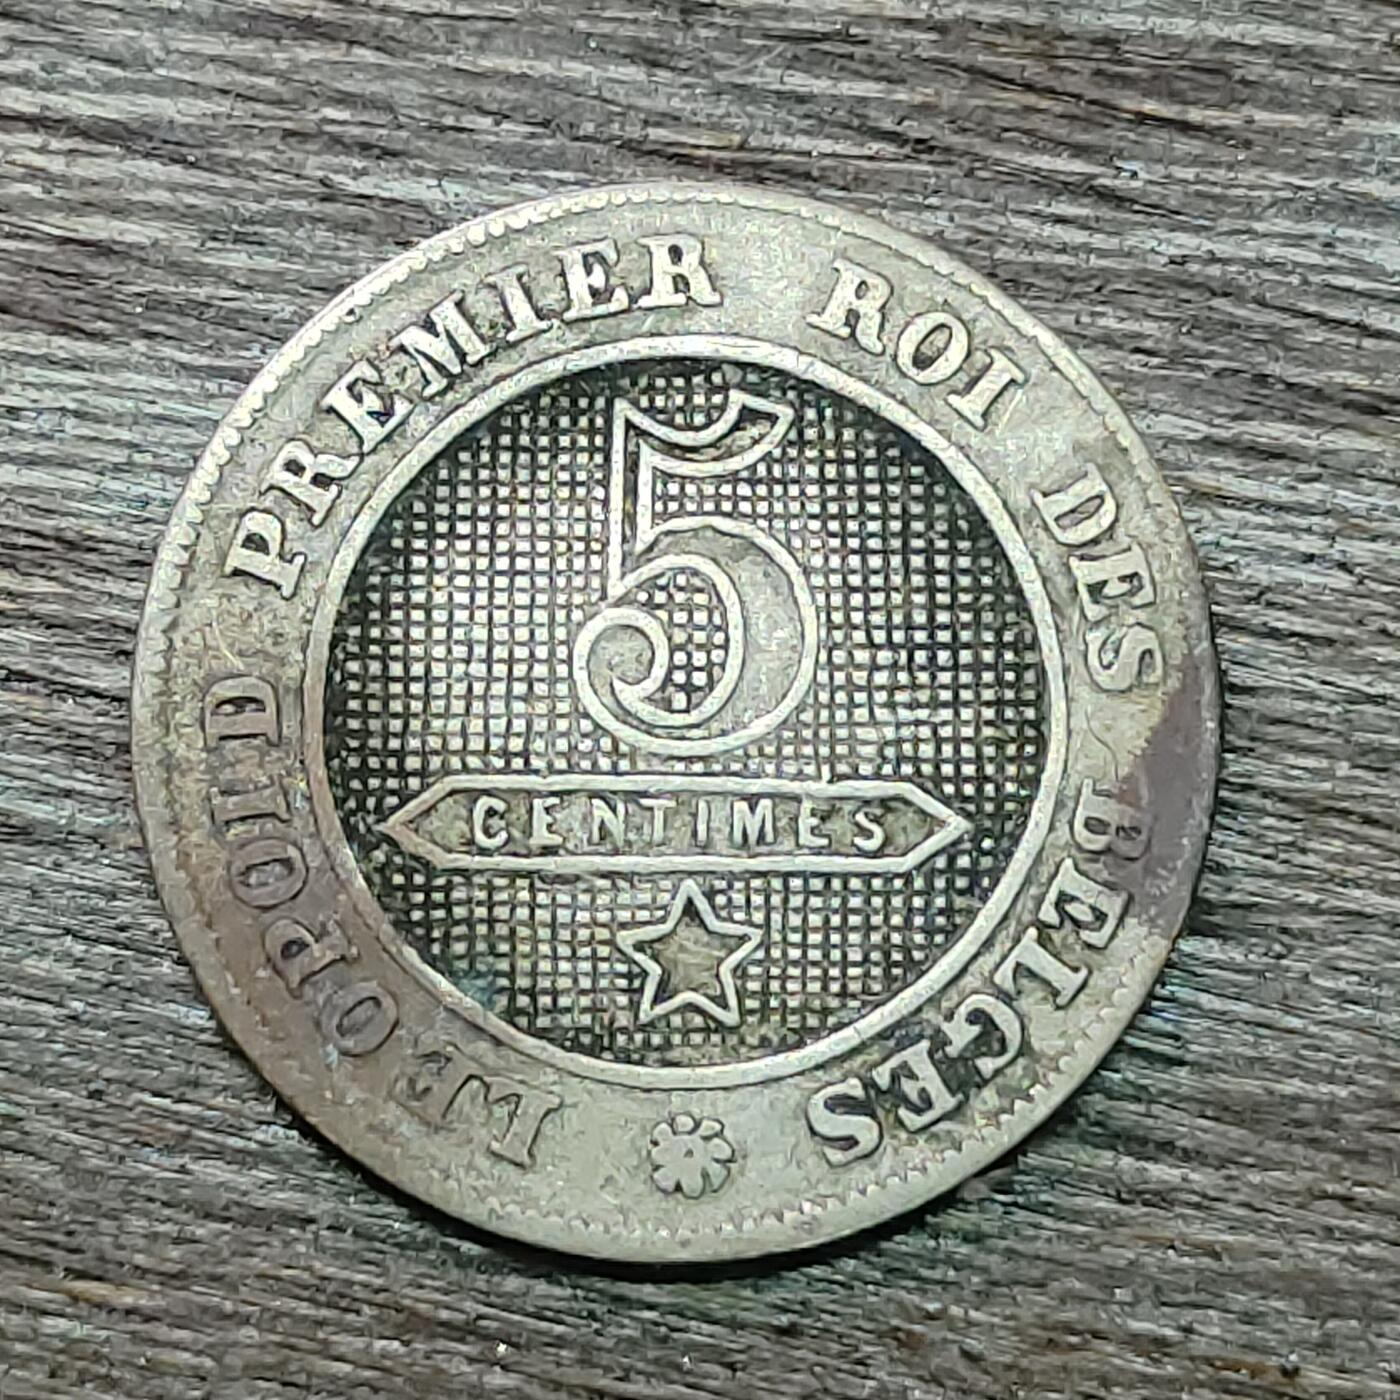 LEOPOLD PREMIER ROI DES BELGES
5
CENTIMES